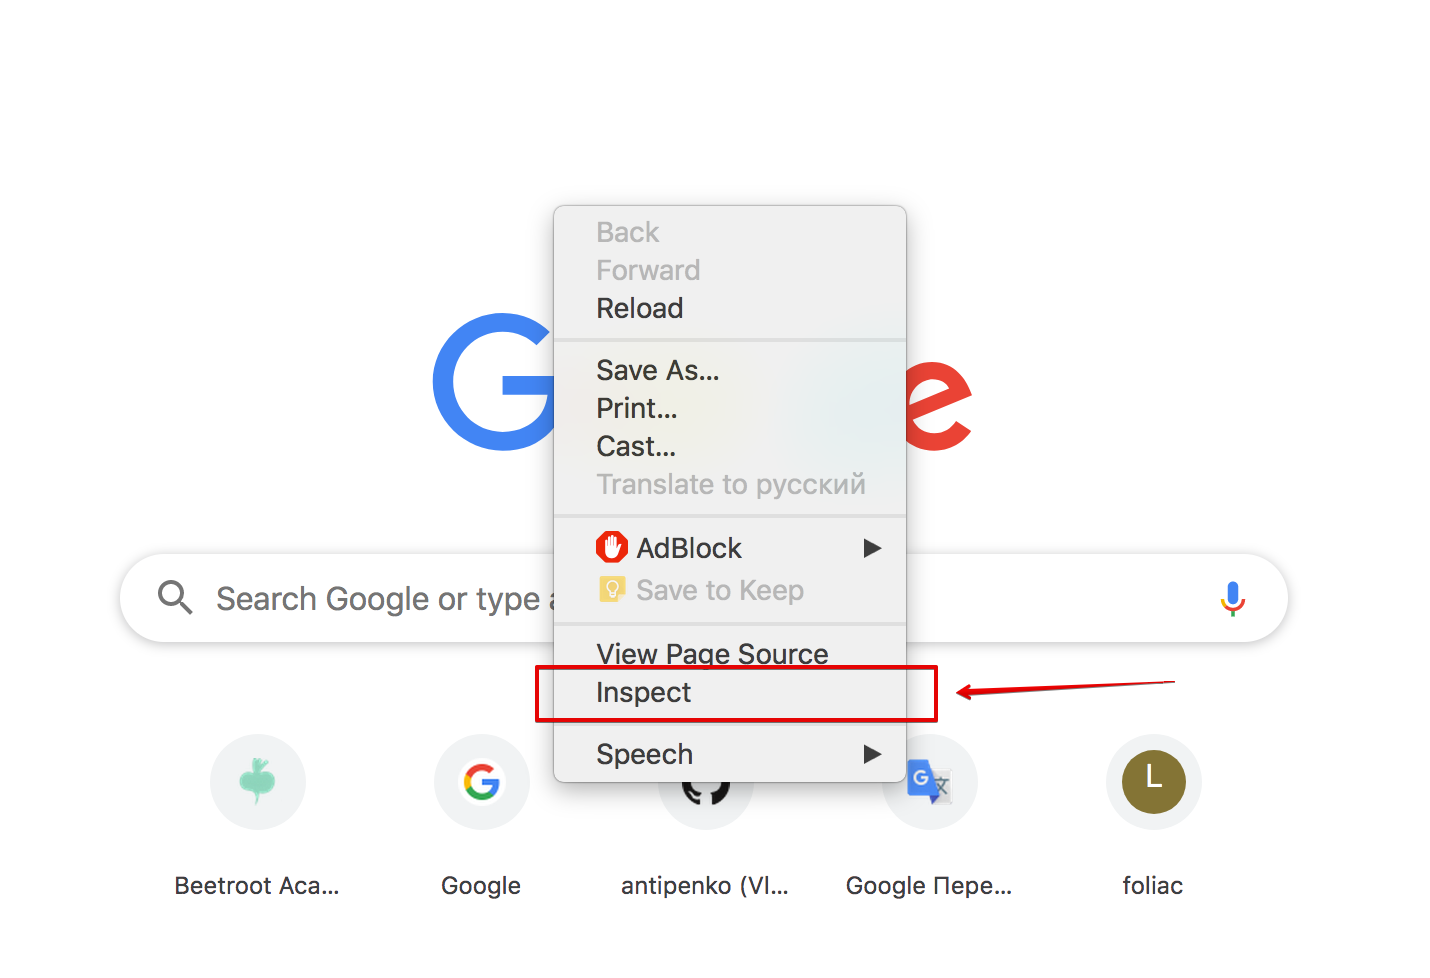 Back
Forward
Reload
Save As...
Print...
Cast...
Translate to русский
AdBlock
Save to Keep
Search Google or type
View Page Source
Inspect
Speech
G e
L
Beetroot Aca...
Google
antipenko (Vl...
Google Пере...
foliac